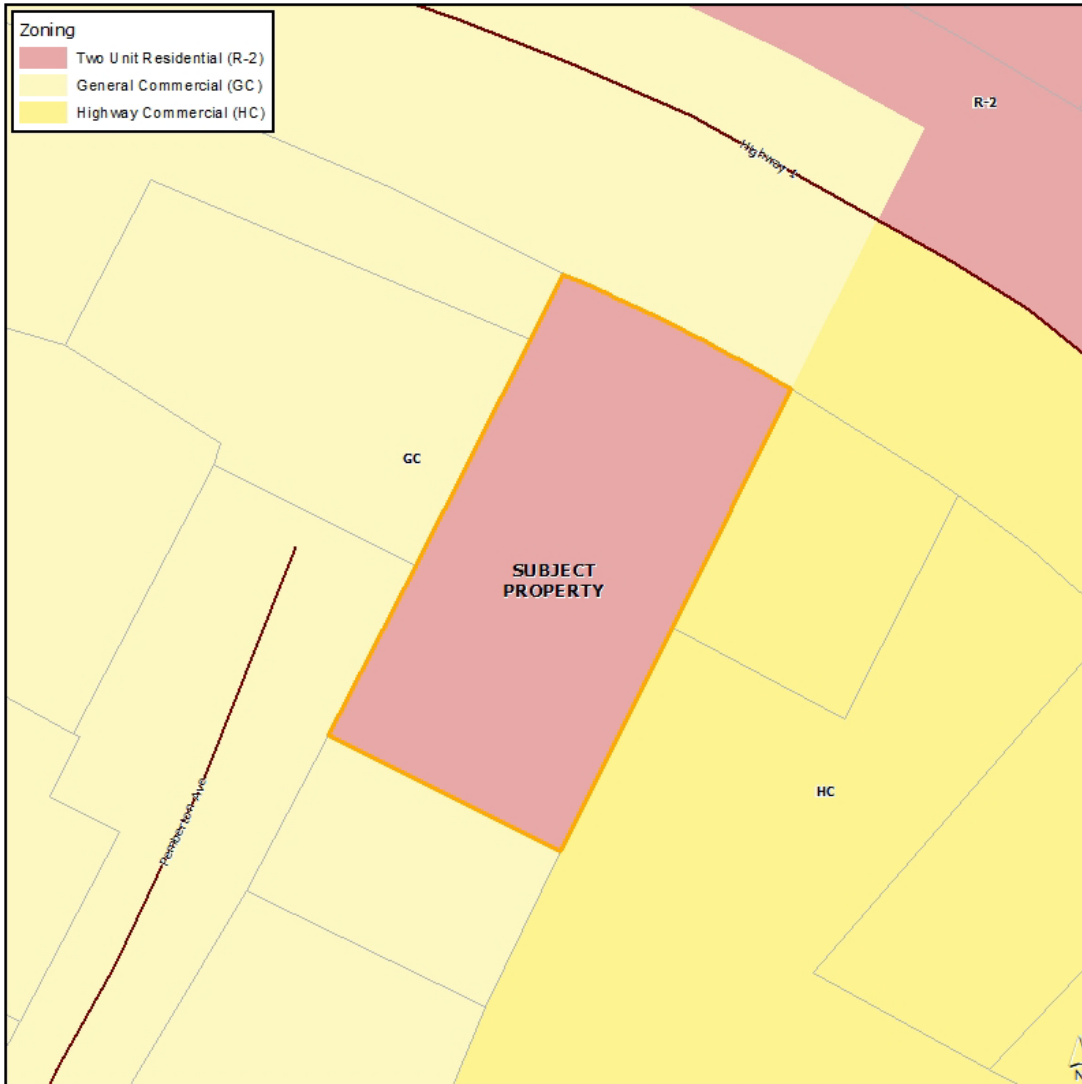 Zoning
Two Unit Residential (R-2)
General Commercial (GC)
Highway Commercial (HC)
R-2
Highway 1
GC
SUBJECT
PROPERTY
HC
Pemberton Ave
N